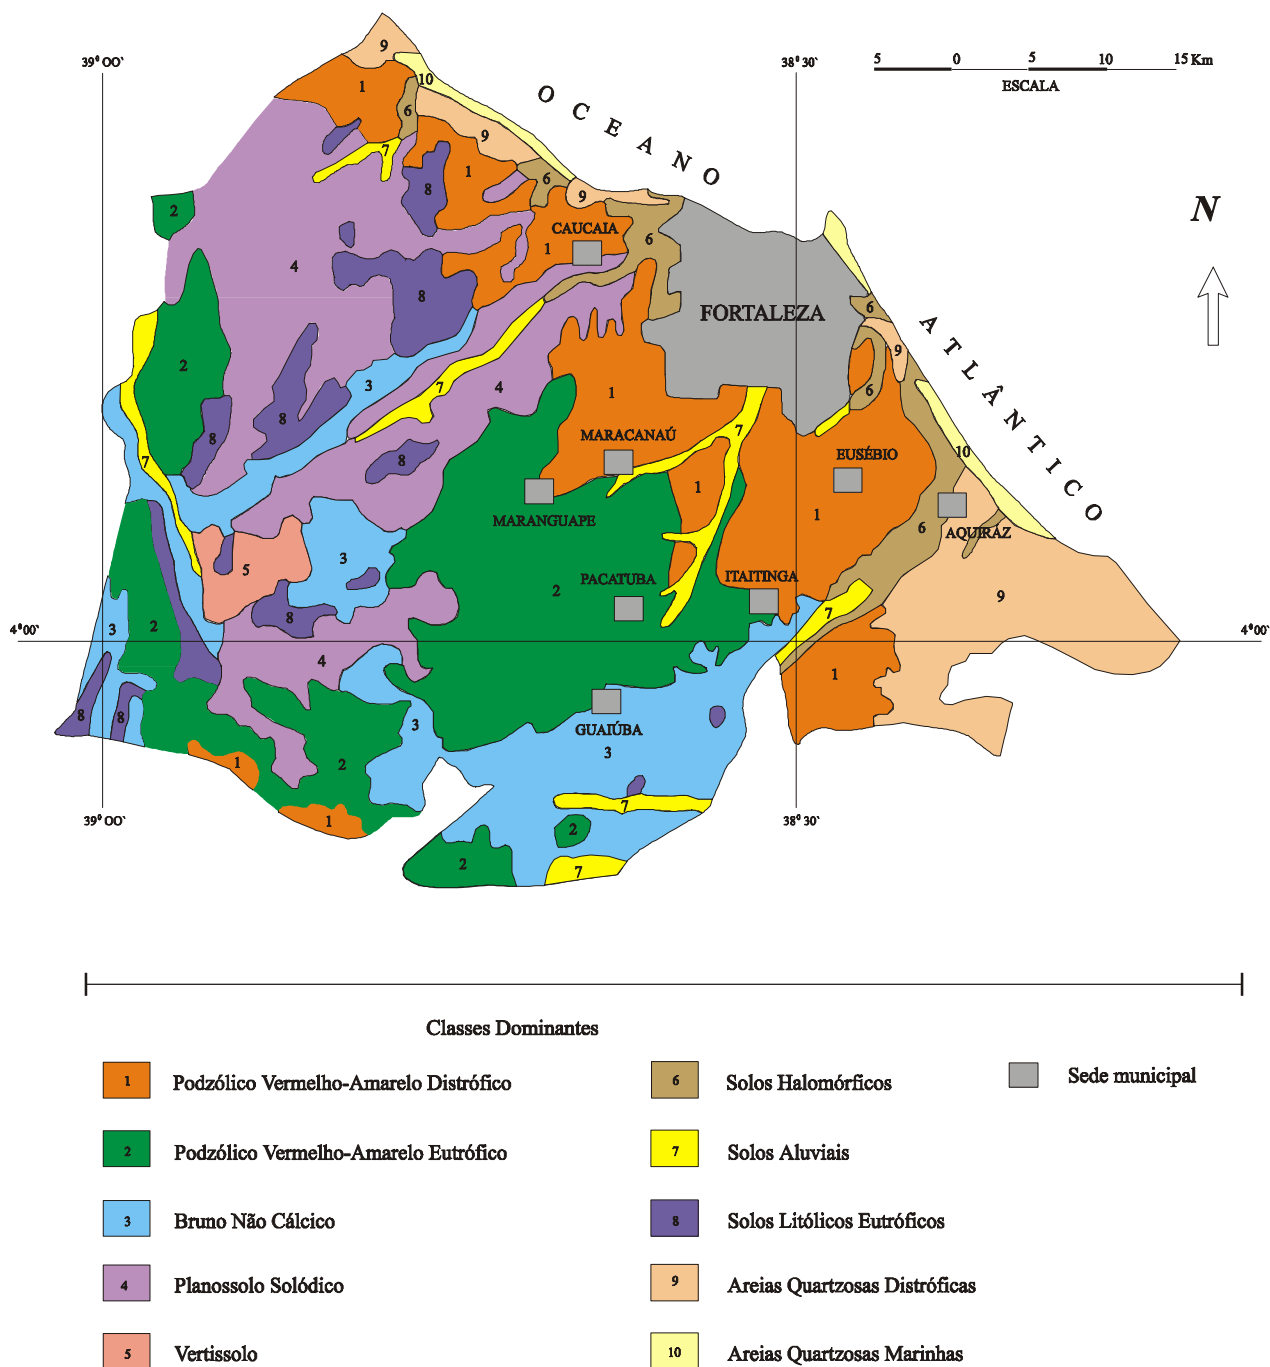 39° 00'
38° 30'
5 0 5 10 15 Km
ESCALA
OCEANO
ATLÂNTICO
N
9
10
1
6
7
9
8
1
6
9
2
CAUCAIA
1
6
4
8
FORTALEZA
6
9
2
3
7
4
1
6
8
8
MARACANAÚ
7
EUSÉBIO
10
7
8
MARANGUAPE
1
1
6
AQUIRAZ
5
3
PACATUBA
2
ITAITINGA
9
8
7
4° 00'
3
2
4
4° 00'
1
8
8
3
GUAIÚBA
3
1
2
7
1
2
2
7
39° 00'
38° 30'
Classes Dominantes
1 Podzólico Vermelho-Amarelo Distrófico
2 Podzólico Vermelho-Amarelo Eutrófico
3 Bruno Não Cálcico
4 Planossolo Solódico
5 Vertissolo
6 Solos Halomórficos
7 Solos Aluviais
8 Solos Litólicos Eutróficos
9 Areias Quartzosas Distróficas
10 Areias Quartzosas Marinhas
Sede municipal